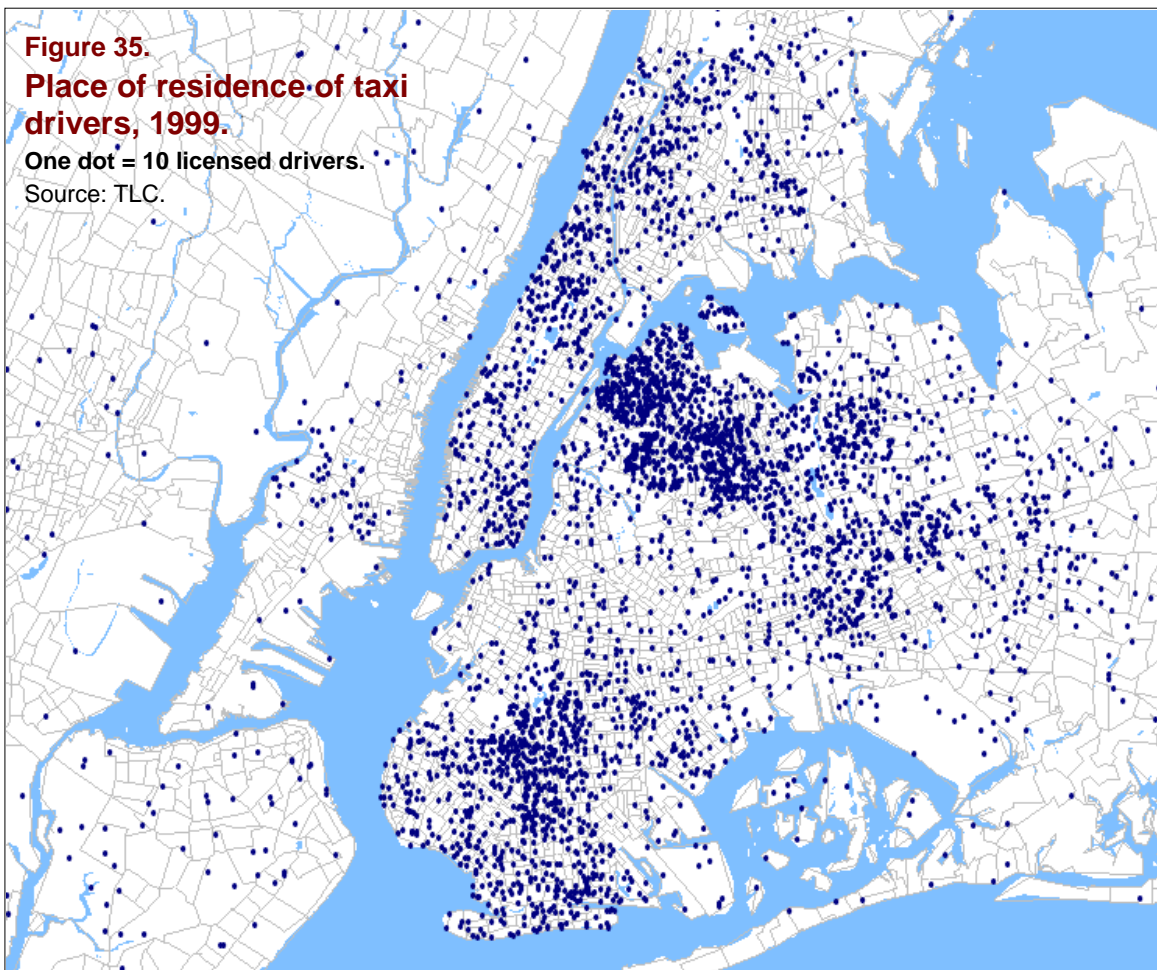 Figure 35.
Place of residence of taxi
drivers, 1999.
One dot = 10 licensed drivers.
Source: TLC.